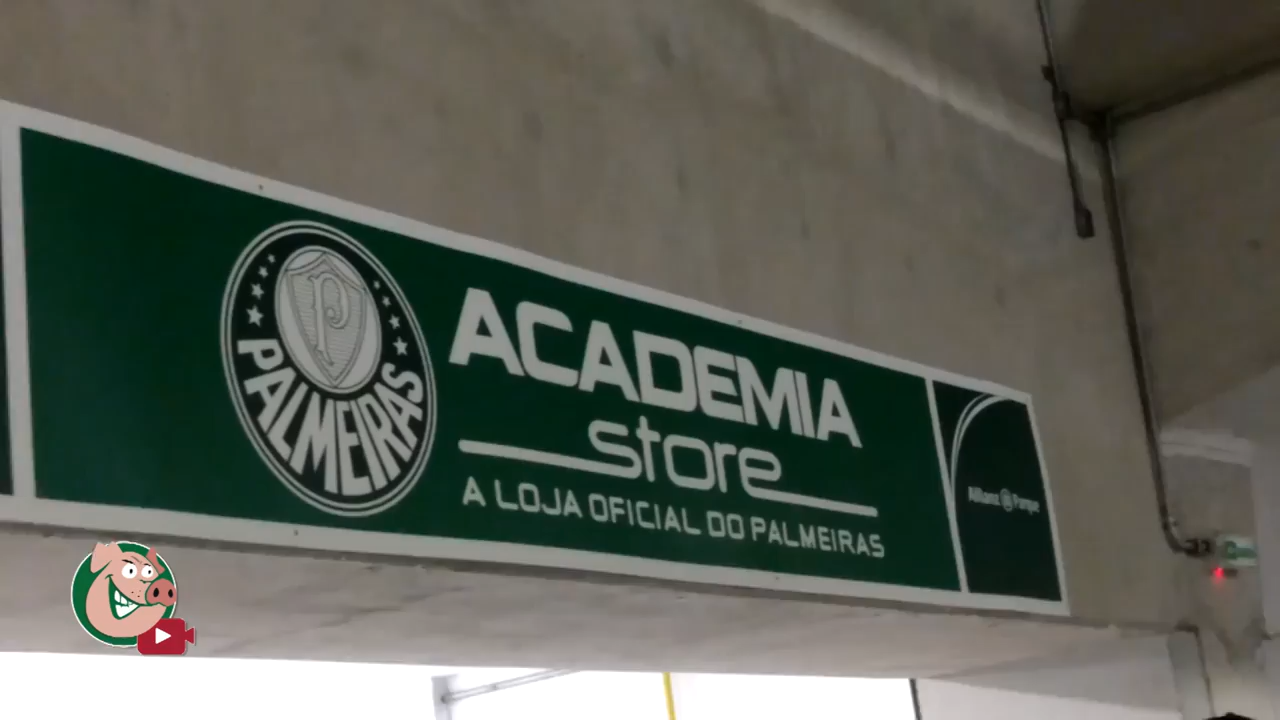 PALMEIRAS
P
ACADEMIA
store
A LOJA OFICIAL DO PALMEIRAS
Allianz Parque